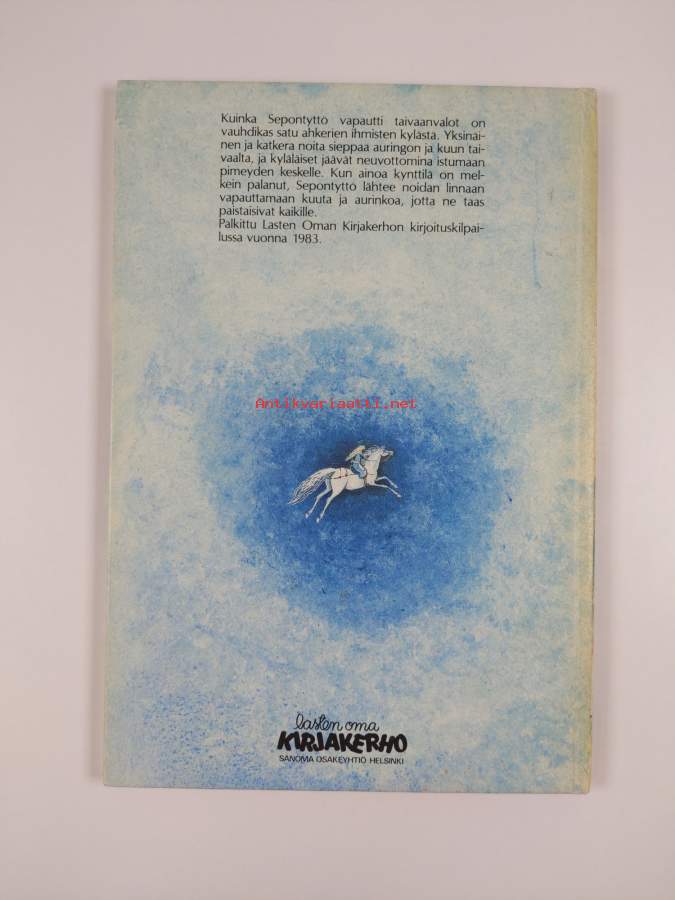 Kuinka Sepontyttö vapautti taivaanvalot on
vauhdikas satu ahkerien ihmisten kylästä. Yksinäi-
nen ja katkera noita sieppaa auringon ja kuun tai-
vaalta, ja kyläläiset jäävät neuvottomina istumaan
pimeyden keskelle. Kun ainoa kynttilä on mel-
kein palanut, Sepontyttö lähtee noidan linnaan
vapauttamaan kuuta ja aurinkoa, jotta ne taas
paistaisivat kaikille.
Palkittu Lasten Oman Kirjakerhon kirjoituskilpai-
lussa vuonna 1983.
Antikvariaatti.net
lasten oma
KIRJAKERHO
SANOMA OSAKEYHTIÖ HELSINKI